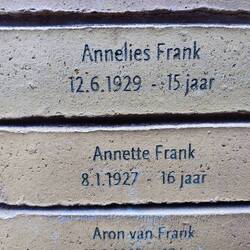 Annelies Frank
12.6.1929 - 15 jaar
Annette Frank
8.1.1927 - 16 jaar
Aron van Frank